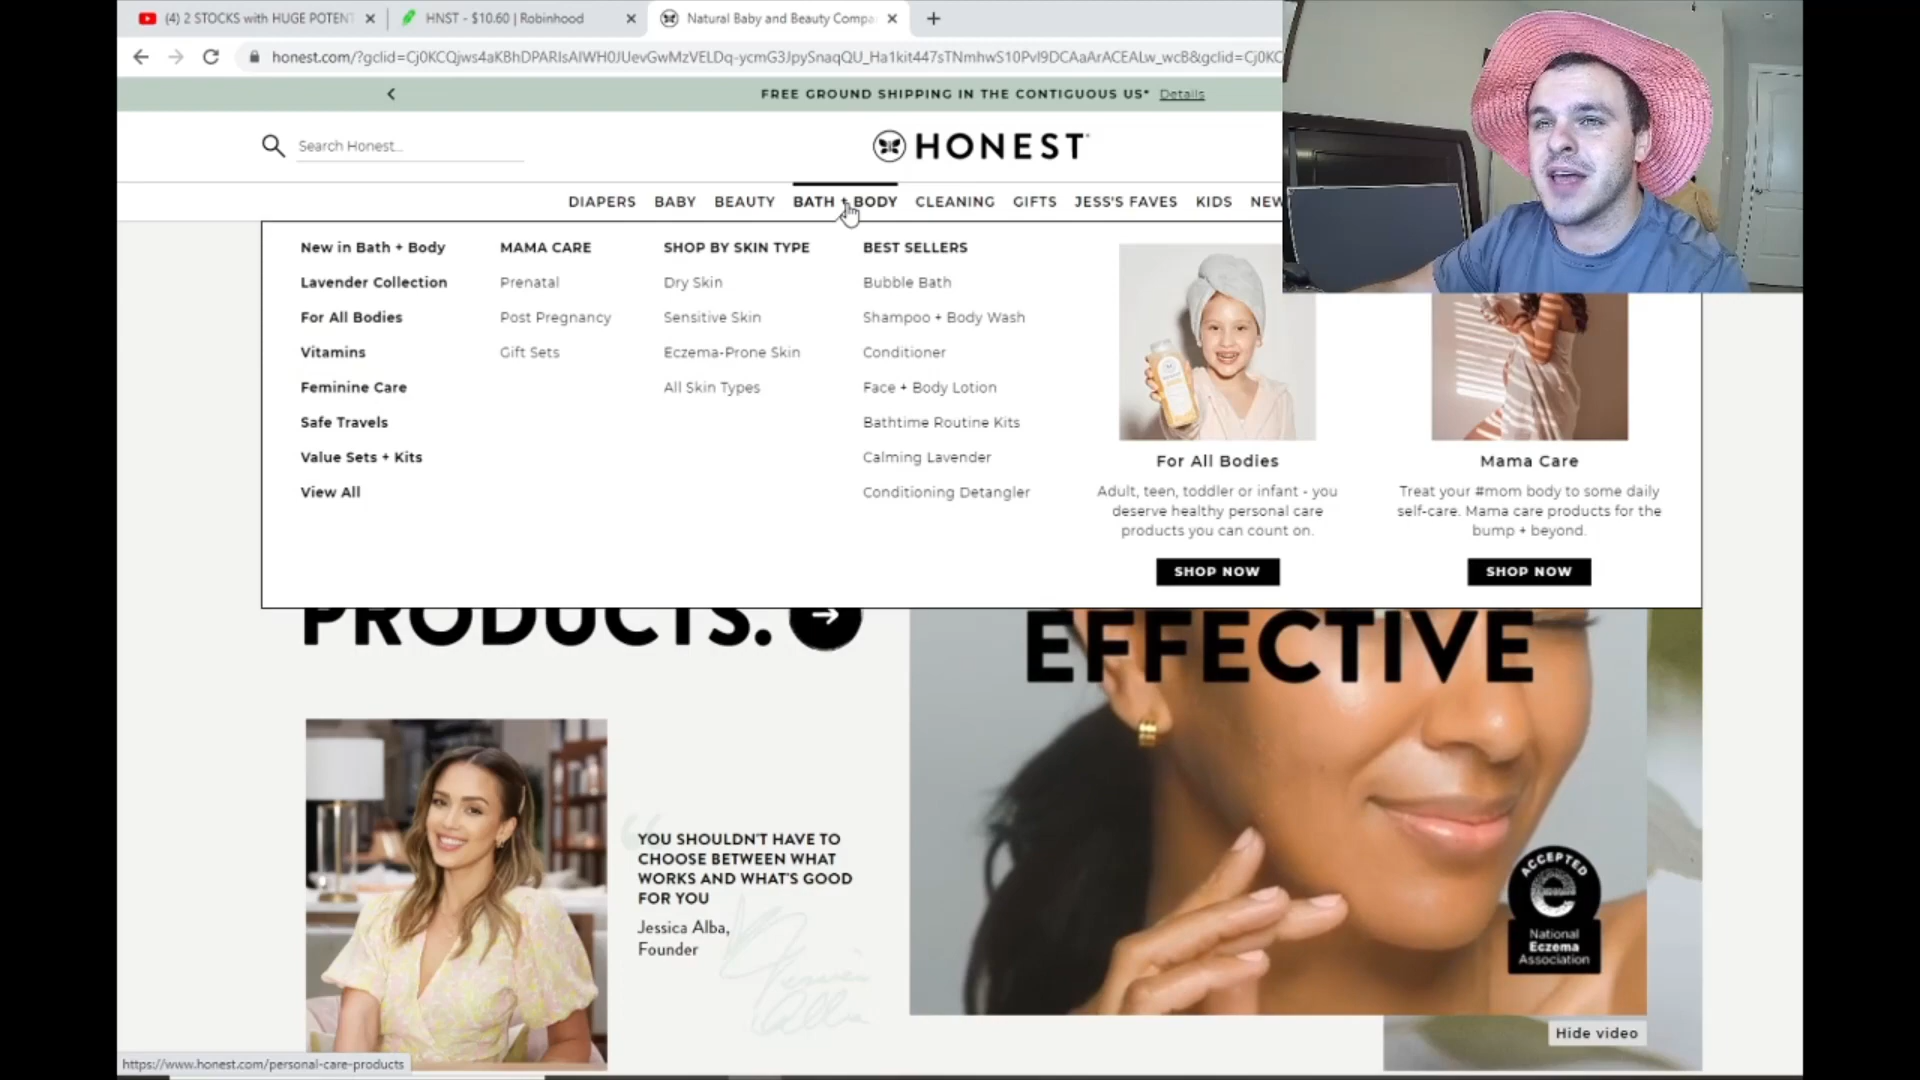 (4) 2 STOCKS with HUGE POTENT
HNST - $10.60 | Robinhood
Natural Baby and Beauty Compa
honest.com/?gclid=
FREE GROUND SHIPPING IN THE CONTIGUOUS US* Details
Search Honest...
HONEST
DIAPERS BABY BEAUTY BATH + BODY CLEANING GIFTS JESS'S FAVES KIDS NEW
New in Bath + Body
Lavender Collection
For All Bodies
Vitamins
Feminine Care
Safe Travels
Value Sets + Kits
View All
MAMA CARE
Prenatal
Post Pregnancy
Gift Sets
SHOP BY SKIN TYPE
Dry Skin
Sensitive Skin
Eczema-Prone Skin
All Skin Types
BEST SELLERS
Bubble Bath
Shampoo + Body Wash
Conditioner
Face + Body Lotion
Bathtime Routine Kits
Calming Lavender
Conditioning Detangler
For All Bodies
Adult, teen, toddler or infant - you
deserve healthy personal care
products you can count on.
SHOP NOW
Mama Care
Treat your #mom body to some daily
self-care. Mama care products for the
bump + beyond.
SHOP NOW
PRODUCTS.
EFFECTIVE
YOU SHOULDN'T HAVE TO
CHOOSE BETWEEN WHAT
WORKS AND WHAT'S GOOD
FOR YOU
Jessica Alba,
Founder
ACCEPTED
National
Eczema
Association
Hide video
https://www.honest.com/personal-care-products